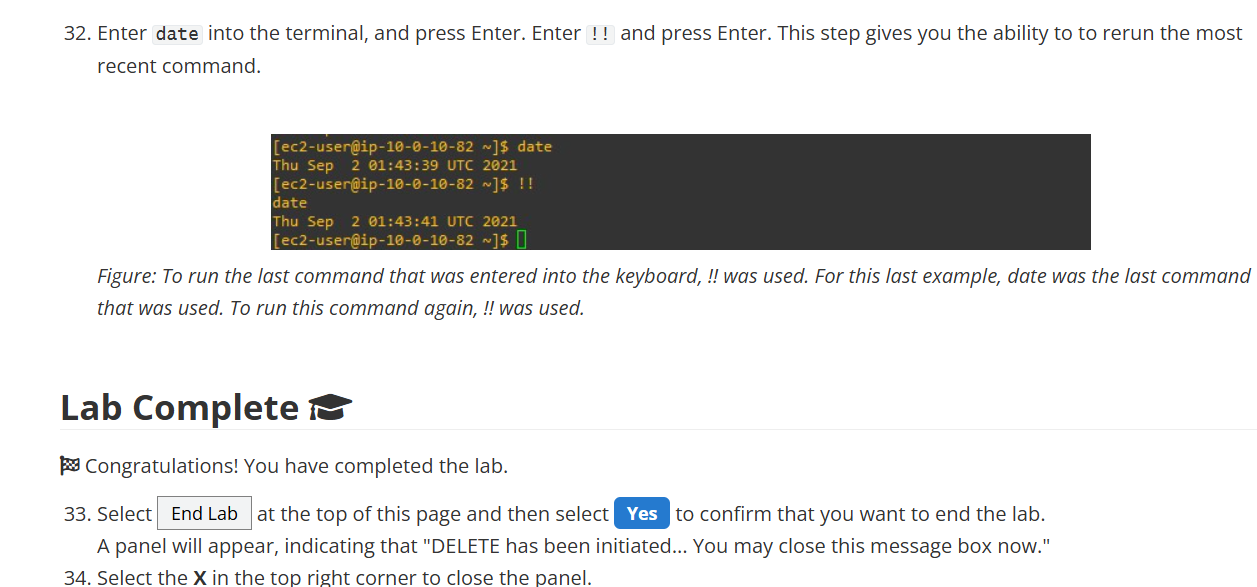 32. Enter date into the terminal, and press Enter. Enter !! and press Enter. This step gives you the ability to to rerun the most
recent command.
[ec2-user@ip-10-0-10-82 ~]$ date
Thu Sep  2 01:43:39 UTC 2021
[ec2-user@ip-10-0-10-82 ~]$ !!
date
Thu Sep  2 01:43:41 UTC 2021
[ec2-user@ip-10-0-10-82 ~]$
Figure: To run the last command that was entered into the keyboard, !! was used. For this last example, date was the last command
that was used. To run this command again, !! was used.
Lab Complete
Congratulations! You have completed the lab.
33. Select End Lab at the top of this page and then select Yes to confirm that you want to end the lab.
A panel will appear, indicating that "DELETE has been initiated... You may close this message box now."
34. Select the X in the top right corner to close the panel.